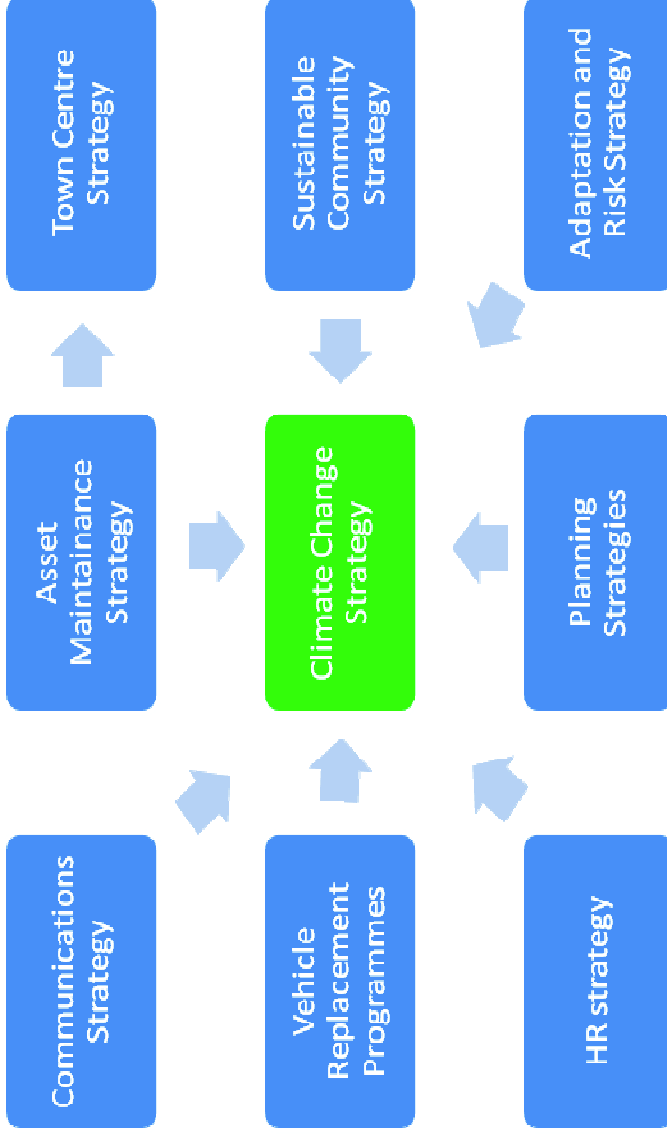 Communications
Strategy
Asset
Maintainance
Strategy
Town Centre
Strategy
Vehicle
Replacement
Programmes
Climate Change
Strategy
Sustainable
Community
Strategy
HR strategy
Planning
Strategies
Adaptation and
Risk Strategy